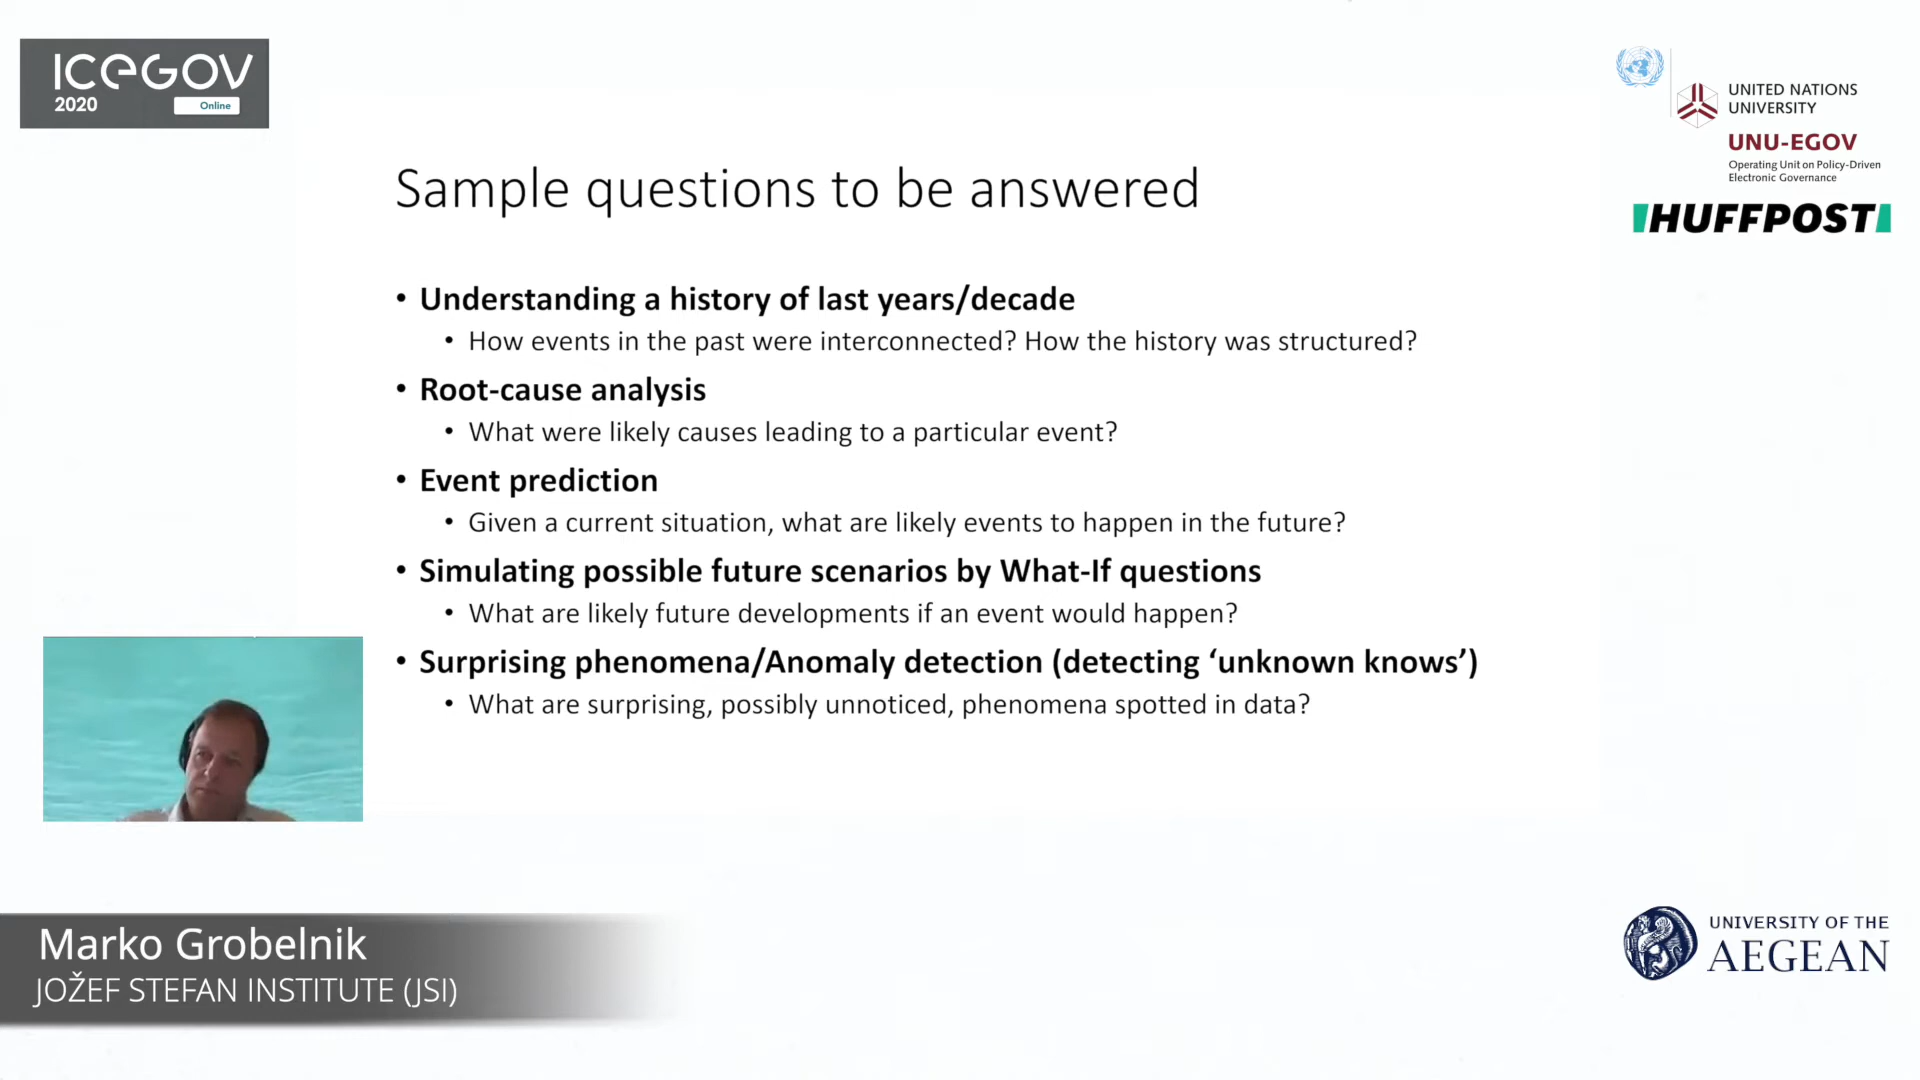 ICEGOV
2020
Online
UNITED NATIONS
UNIVERSITY
UNU-EGOV
Operating Unit on Policy-Driven
Electronic Governance
HUFFPOST
Sample questions to be answered
• Understanding a history of last years/decade
• How events in the past were interconnected? How the history was structured?
• Root-cause analysis
• What were likely causes leading to a particular event?
• Event prediction
• Given a current situation, what are likely events to happen in the future?
• Simulating possible future scenarios by What-If questions
• What are likely future developments if an event would happen?
• Surprising phenomena/Anomaly detection (detecting ‘unknown knows’)
• What are surprising, possibly unnoticed, phenomena spotted in data?
Marko Grobelnik
JOŽEF STEFAN INSTITUTE (JSI)
UNIVERSITY OF THE
AEGEAN